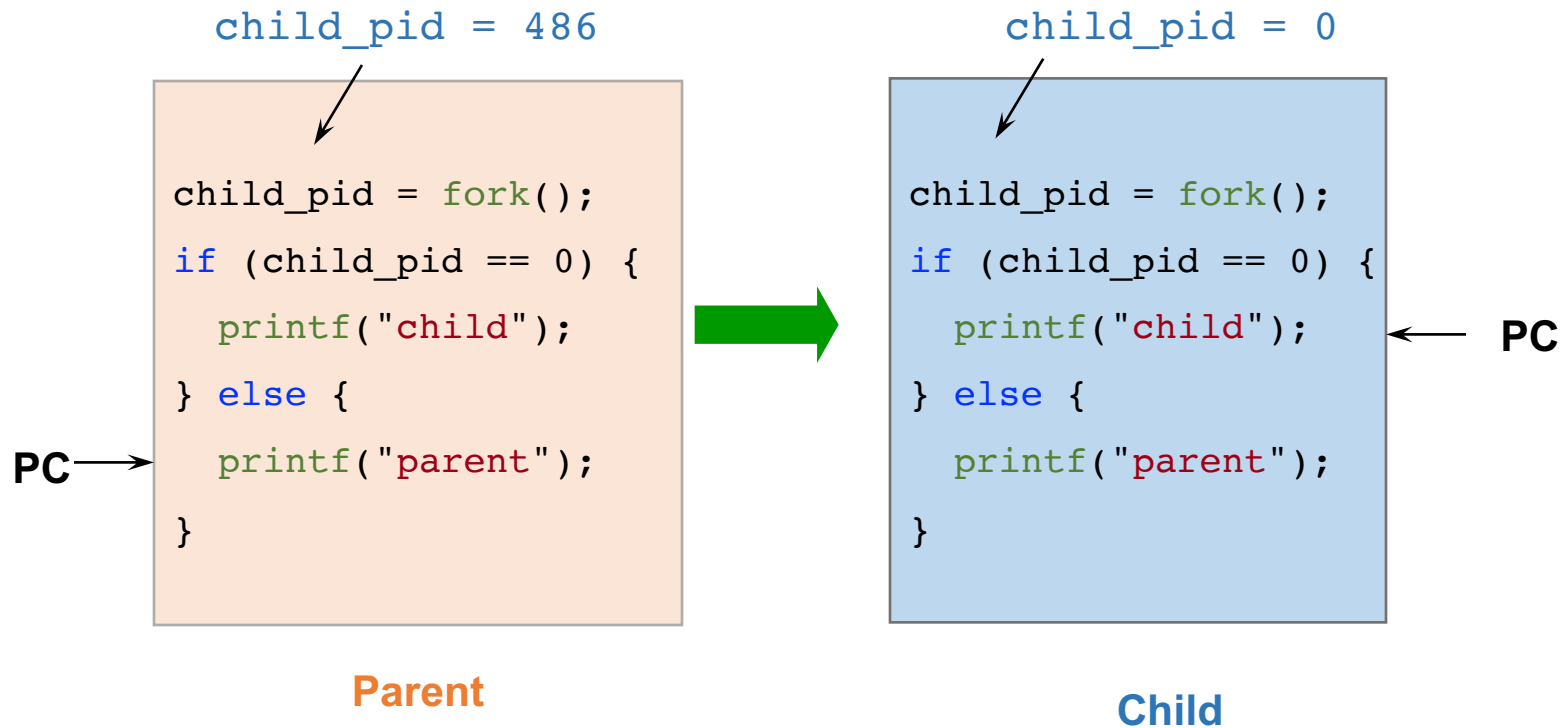 child_pid = 486
child_pid = fork();
if (child_pid == 0) {
  printf("child");
} else {
  printf("parent");
}
PC
Parent
child_pid = 0
child_pid = fork();
if (child_pid == 0) {
  printf("child");
} else {
  printf("parent");
}
PC
Child